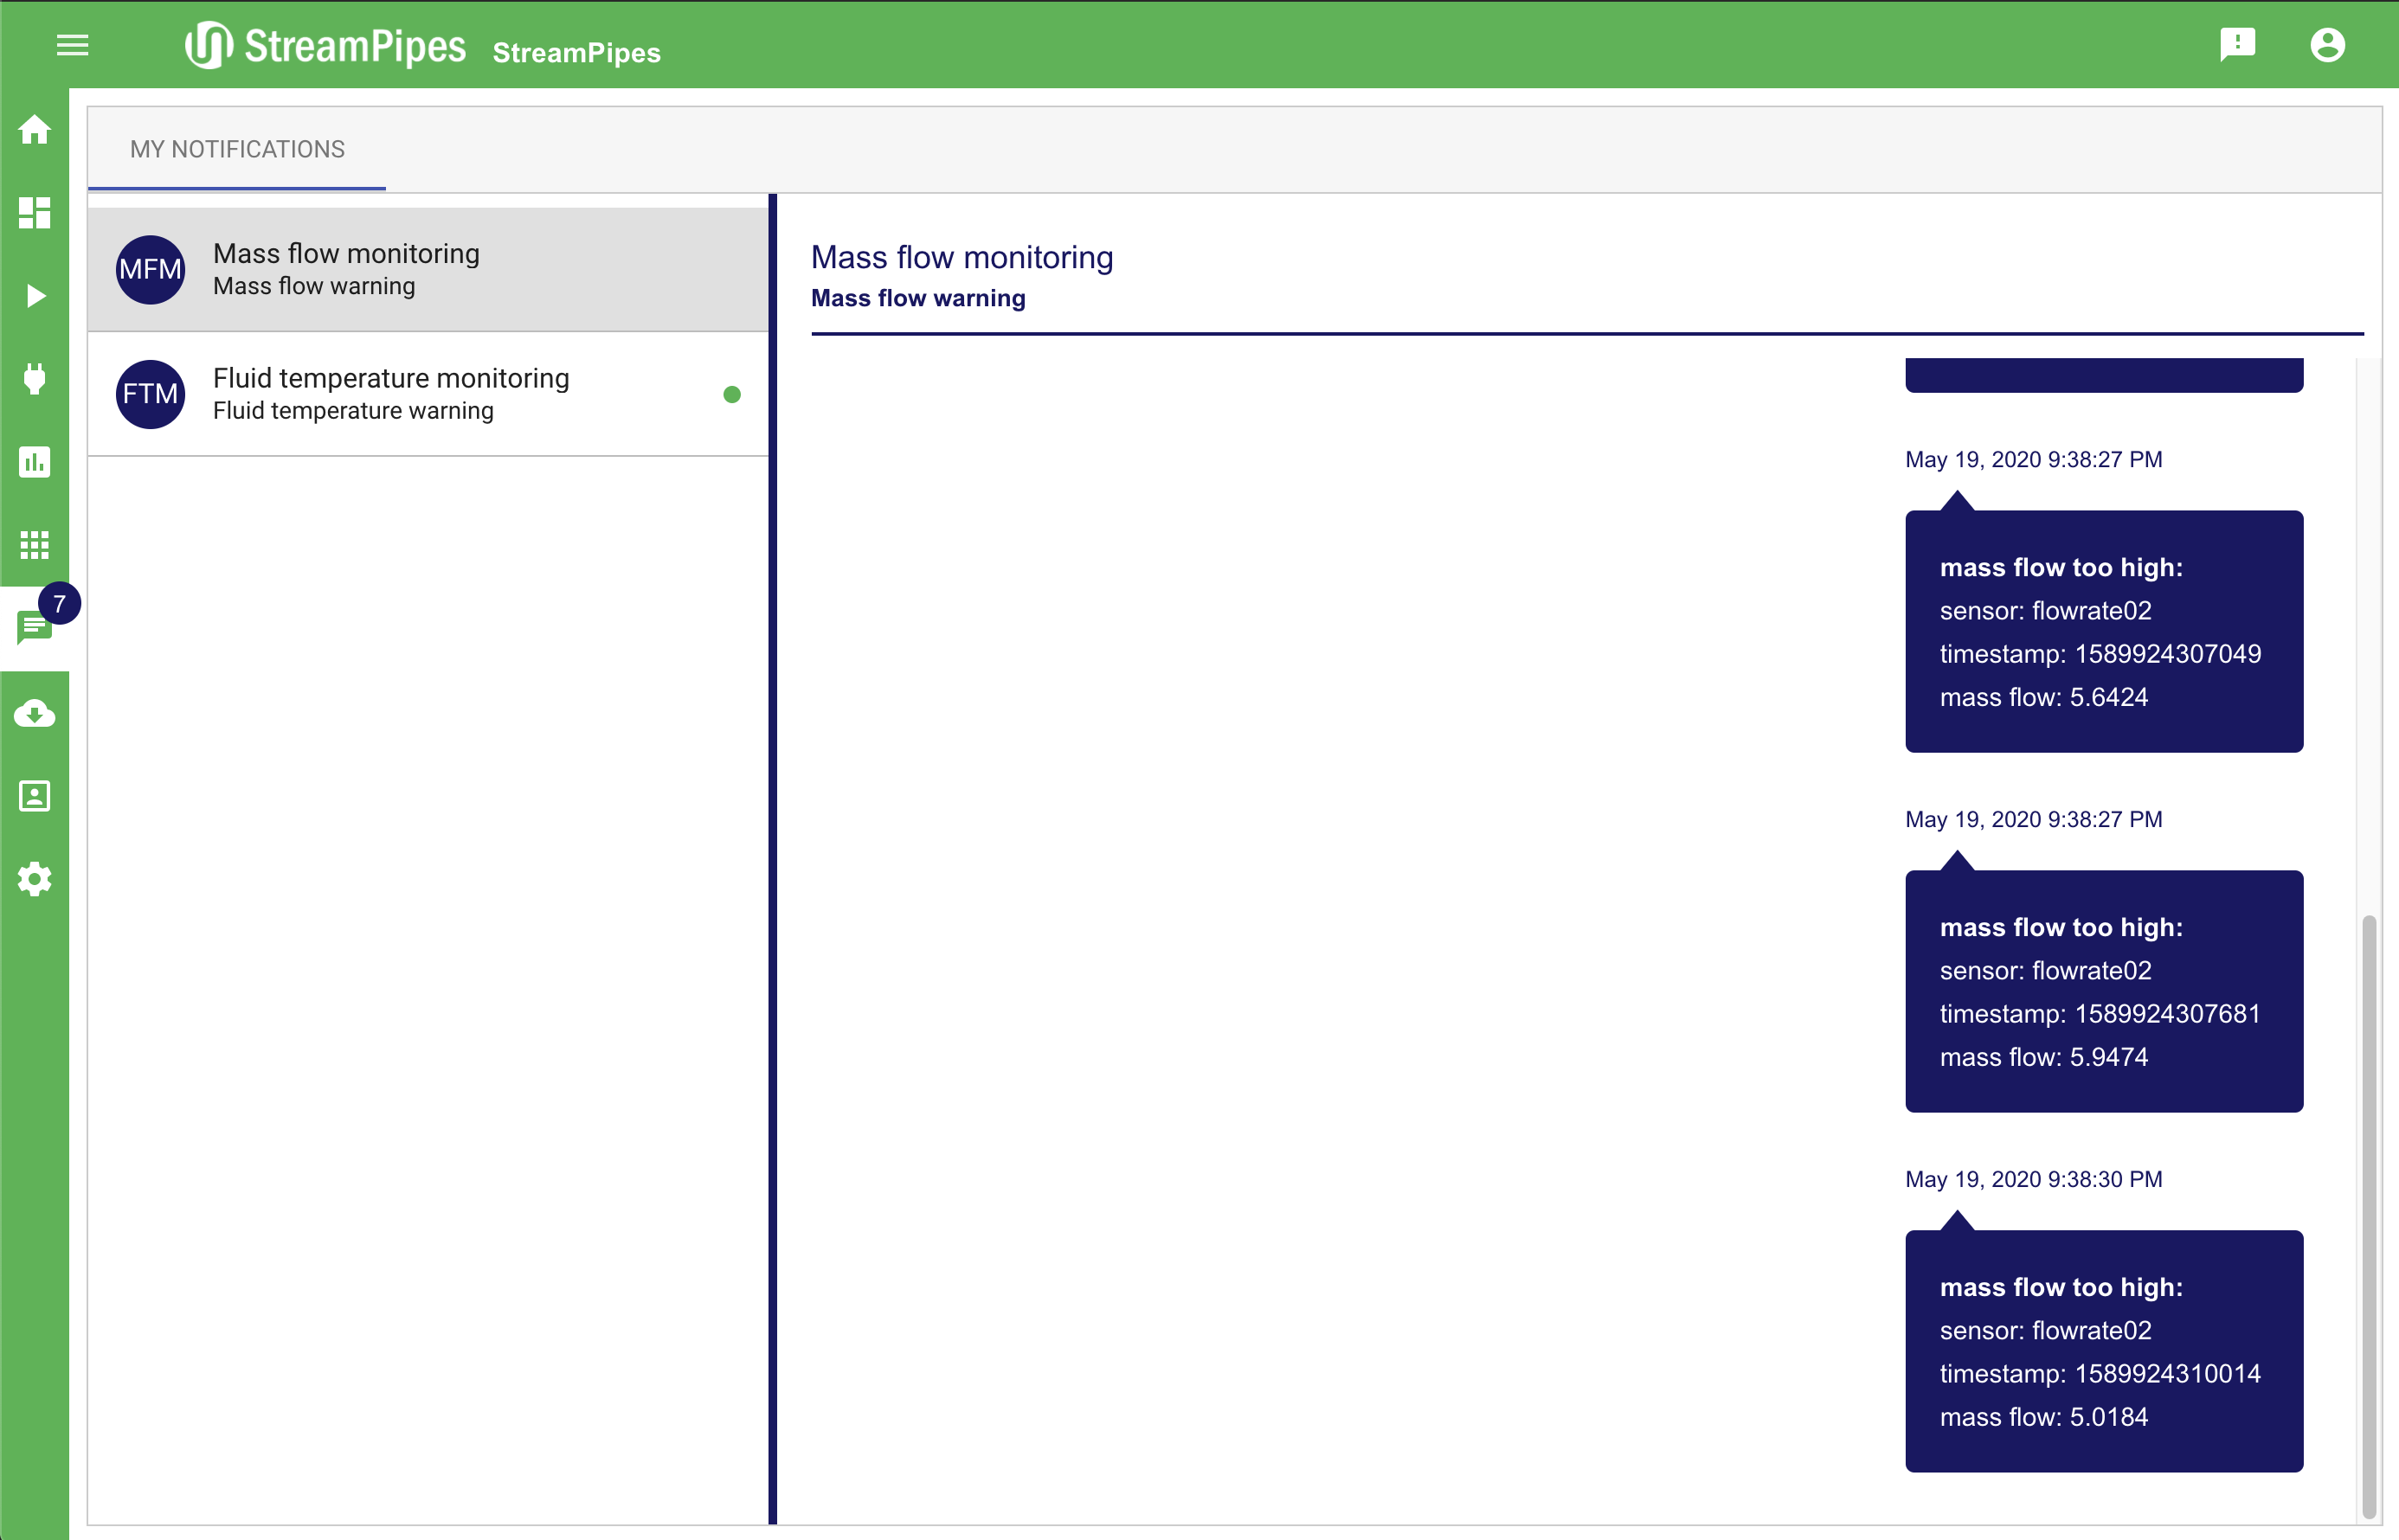 StreamPipes StreamPipes
MY NOTIFICATIONS
MFM
Mass flow monitoring
Mass flow warning
FTM
Fluid temperature monitoring
Fluid temperature warning
7
Mass flow monitoring
Mass flow warning
May 19, 2020 9:38:27 PM
mass flow too high:
sensor: flowrate02
timestamp: 1589924307049
mass flow: 5.6424
May 19, 2020 9:38:27 PM
mass flow too high:
sensor: flowrate02
timestamp: 1589924307681
mass flow: 5.9474
May 19, 2020 9:38:30 PM
mass flow too high:
sensor: flowrate02
timestamp: 1589924310014
mass flow: 5.0184